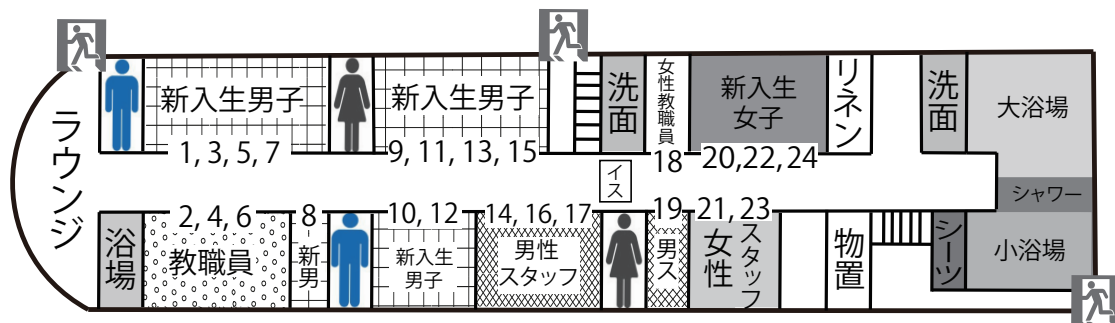 ラウンジ
新入生男子
1, 3, 5, 7
新入生男子
9, 11, 13, 15
洗面
女性教職員
18
新入生
女子
20,22, 24
リネン
洗面
大浴場
シャワー
小浴場
イス
浴場
2, 4, 6
教職員
8
新男
10, 12
新入生
男子
14, 16, 17
男性
スタッフ
19
男ス
21, 23
女性
スタッフ
物置
シーツ